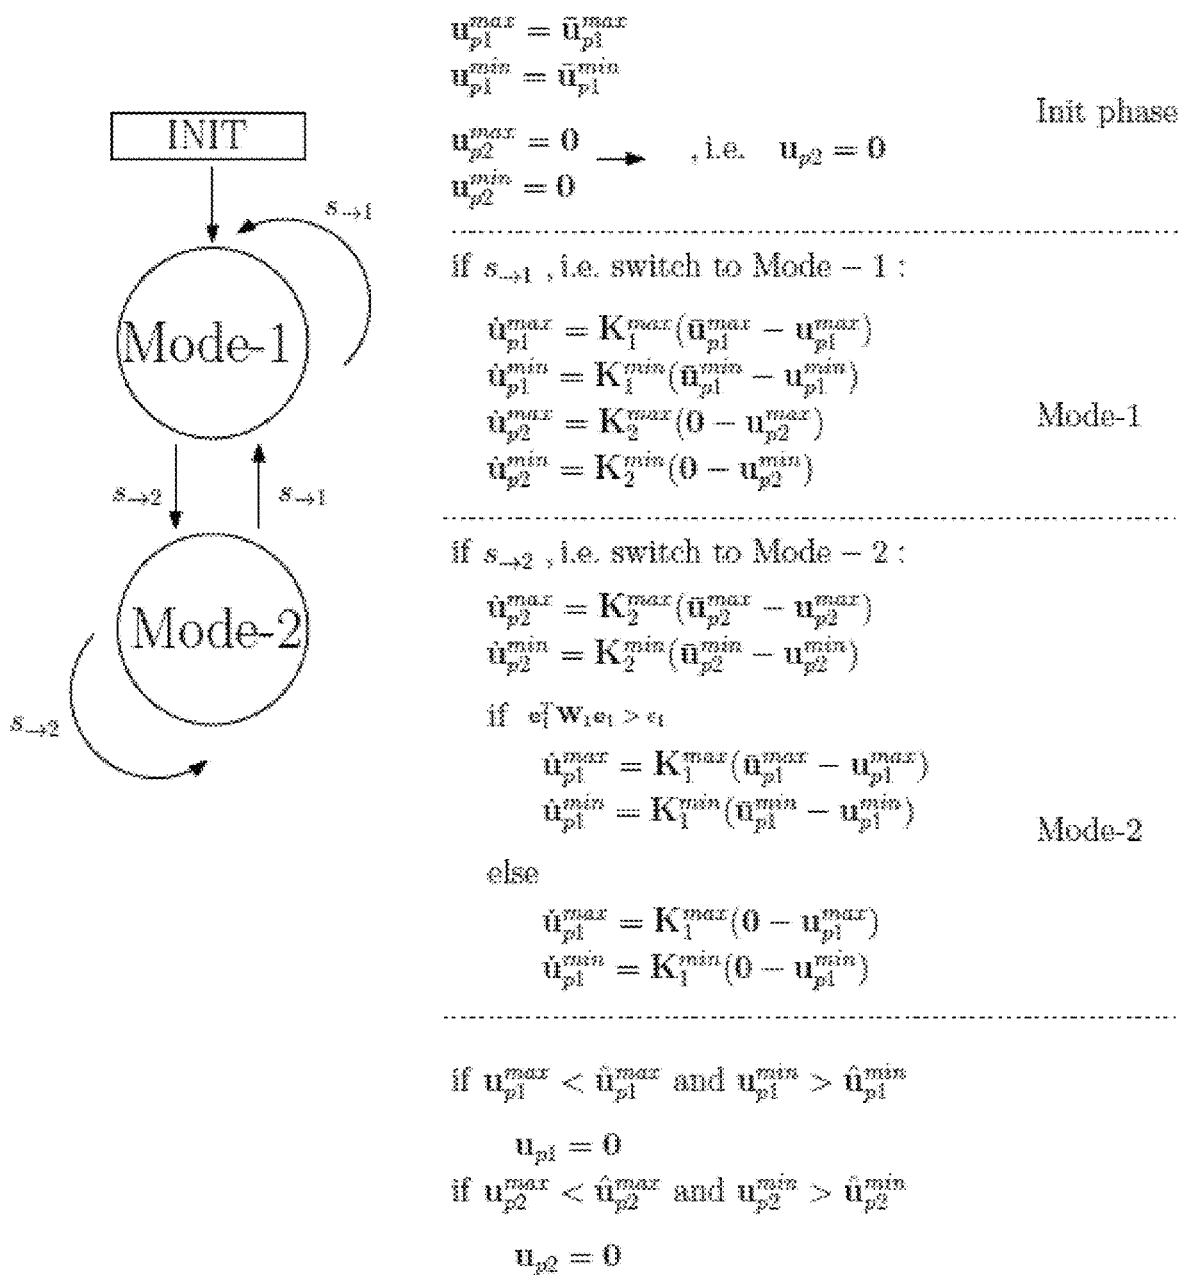 INIT
s→1
Mode-1
s→2
s→1
Mode-2
s→2
u_{p1}^{max} = ū_{p1}^{max}
u_{p1}^{min} = ū_{p1}^{min}
u_{p2}^{max} = 0
, i.e. u_{p2} = 0
u_{p2}^{min} = 0
Init phase
if s→1 , i.e. switch to Mode – 1 :
u̇_{p1}^{max} = K_1^{max}(ū_{p1}^{max} − u_{p1}^{max})
u̇_{p1}^{min} = K_1^{min}(ū_{p1}^{min} − u_{p1}^{min})
u̇_{p2}^{max} = K_2^{max}(0 − u_{p2}^{max})
u̇_{p2}^{min} = K_2^{min}(0 − u_{p2}^{min})
Mode-1
if s→2 , i.e. switch to Mode – 2 :
u̇_{p2}^{max} = K_2^{max}(ū_{p2}^{max} − u_{p2}^{max})
u̇_{p2}^{min} = K_2^{min}(ū_{p2}^{min} − u_{p2}^{min})
if e_1^T W_1 e_1 > ϵ_1
u̇_{p1}^{max} = K_1^{max}(ū_{p1}^{max} − u_{p1}^{max})
u̇_{p1}^{min} = K_1^{min}(ū_{p1}^{min} − u_{p1}^{min})
else
u̇_{p1}^{max} = K_1^{max}(0 − u_{p1}^{max})
u̇_{p1}^{min} = K_1^{min}(0 − u_{p1}^{min})
Mode-2
if u_{p1}^{max} < û_{p1}^{max} and u_{p1}^{min} > û_{p1}^{min}
u_{p1} = 0
if u_{p2}^{max} < û_{p2}^{max} and u_{p2}^{min} > û_{p2}^{min}
u_{p2} = 0